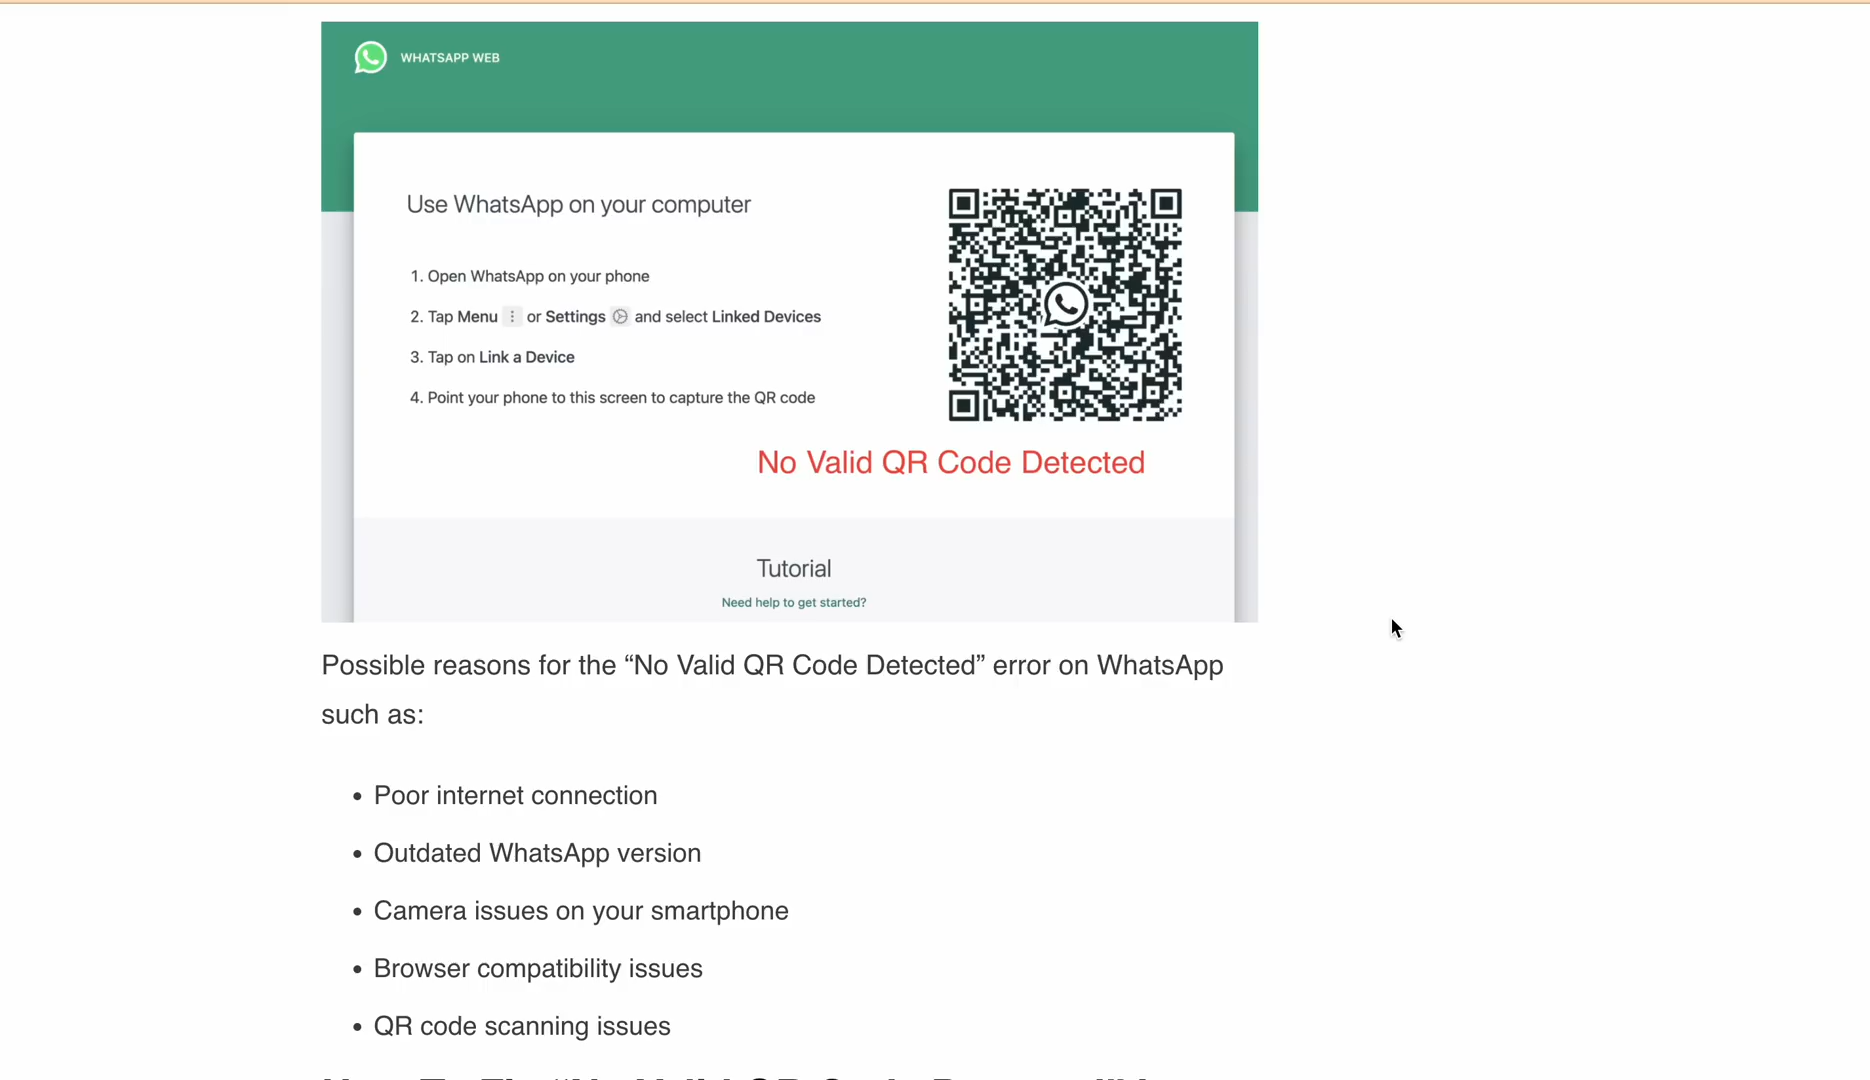 WHATSAPP WEB
Use WhatsApp on your computer
1. Open WhatsApp on your phone
2. Tap Menu or Settings and select Linked Devices
3. Tap on Link a Device
4. Point your phone to this screen to capture the QR code
No Valid QR Code Detected
Tutorial
Need help to get started?
Possible reasons for the “No Valid QR Code Detected” error on WhatsApp
such as:
• Poor internet connection
• Outdated WhatsApp version
• Camera issues on your smartphone
• Browser compatibility issues
• QR code scanning issues